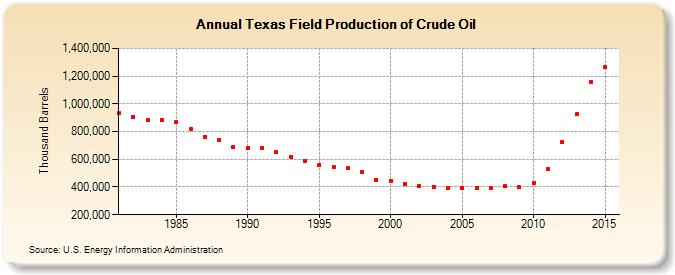 Annual Texas Field Production of Crude Oil
Thousand Barrels
1,400,000
1,200,000
1,000,000
800,000
600,000
400,000
200,000
1985 1990 1995 2000 2005 2010 2015
Source: U.S. Energy Information Administration